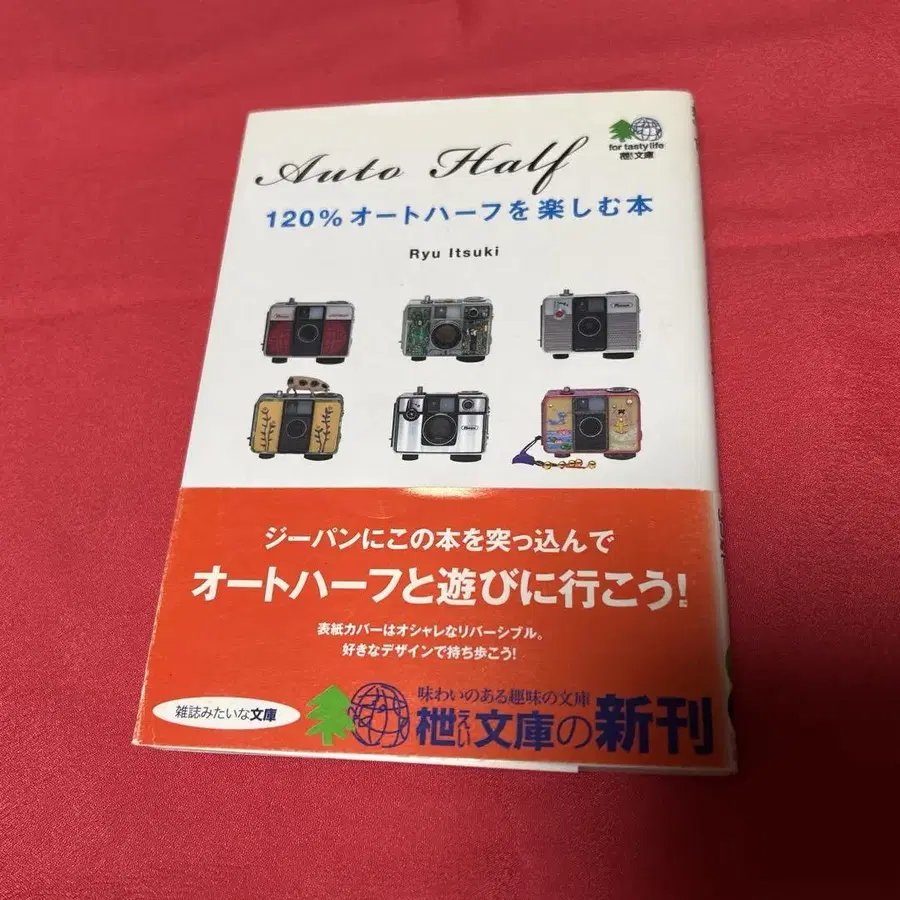 Auto Half
for tasty life
枻文庫
120%オートハーフを楽しむ本
Ryu Itsuki
ジーパンにこの本を突っ込んで
オートハーフと遊びに行こう!
表紙カバーはオシャレなリバーシブル。
好きなデザインで持ち歩こう!
雑誌みたいな文庫
味わいのある趣味の文庫
枻文庫の新刊
えい